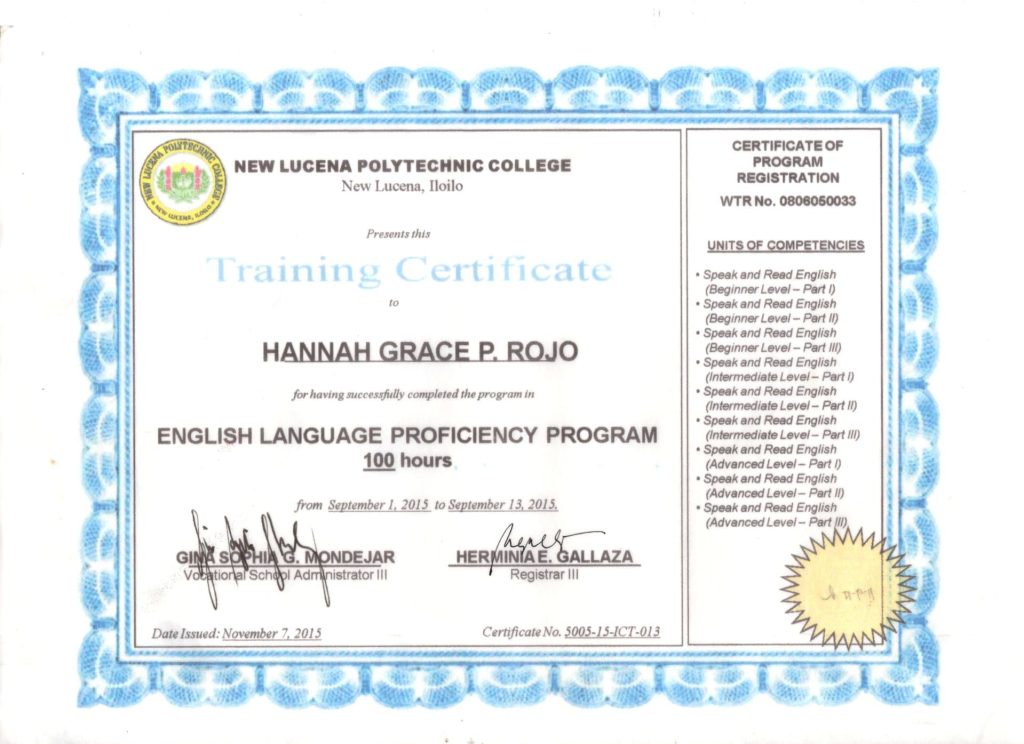 NEW LUCENA POLYTECHNIC COLLEGE
NEW LUCENA, ILOILO
NEW LUCENA POLYTECHNIC COLLEGE
New Lucena, Iloilo
Presents this
Training Certificate
to
HANNAH GRACE P. ROJO
for having successfully completed the program in
ENGLISH LANGUAGE PROFICIENCY PROGRAM
100 hours
from September 1, 2015 to September 13, 2015.
GINA SOPHIA G. MONDEJAR
Vocational School Administrator III
HERMINIA E. GALLAZA
Registrar III
Date Issued: November 7, 2015
Certificate No. 5005-15-ICT-013
CERTIFICATE OF
PROGRAM
REGISTRATION
WTR No. 0806050033
UNITS OF COMPETENCIES
• Speak and Read English
(Beginner Level – Part I)
• Speak and Read English
(Beginner Level – Part II)
• Speak and Read English
(Beginner Level – Part III)
• Speak and Read English
(Intermediate Level – Part I)
• Speak and Read English
(Intermediate Level – Part II)
• Speak and Read English
(Intermediate Level – Part III)
• Speak and Read English
(Advanced Level – Part I)
• Speak and Read English
(Advanced Level – Part II)
• Speak and Read English
(Advanced Level – Part III)